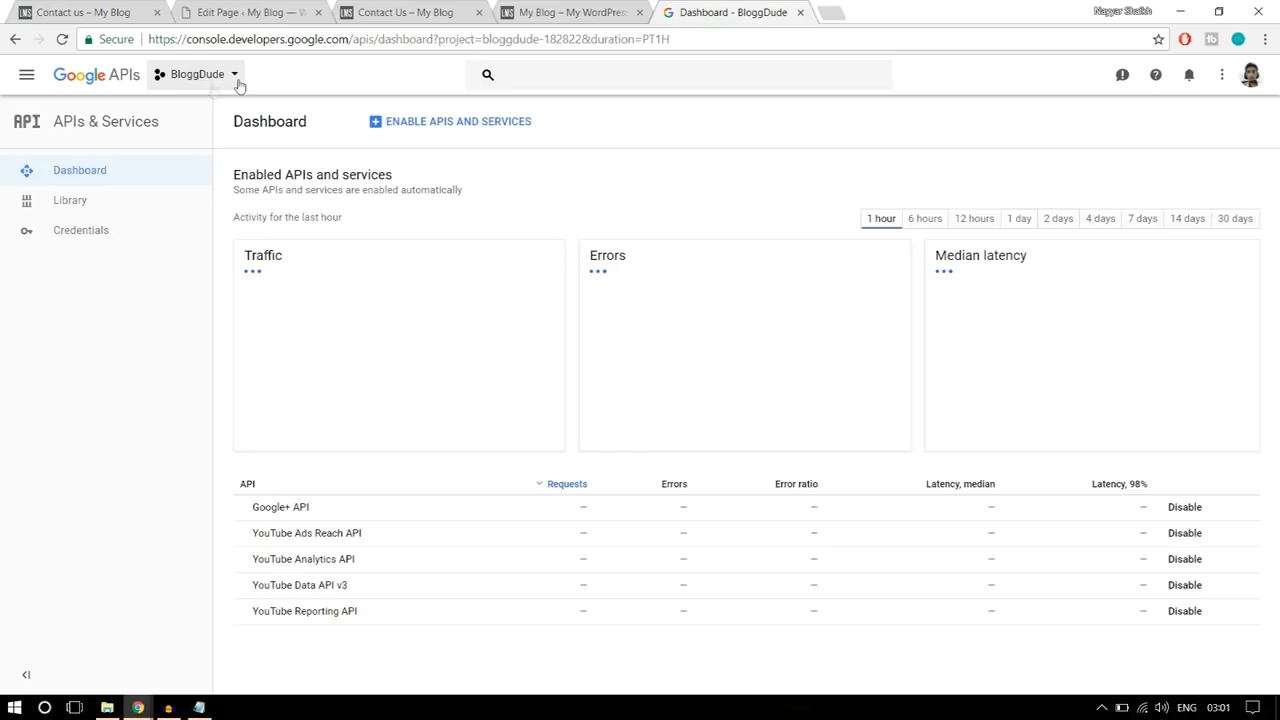 Contact us – My Blog
Edit Page ‹ My Blog — W
Contact Us – My Blog
My Blog – My WordPress
Dashboard - BloggDude
Nagyar Shaikh
Secure
https://console.developers.google.com/apis/dashboard?project=bloggdude-182822&duration=PT1H
Google APIs
BloggDude
API APIs & Services
Dashboard
ENABLE APIS AND SERVICES
Dashboard
Library
Credentials
Enabled APIs and services
Some APIs and services are enabled automatically
Activity for the last hour
1 hour 6 hours 12 hours 1 day 2 days 4 days 7 days 14 days 30 days
Traffic
Errors
Median latency
API Requests Errors Error ratio Latency, median Latency, 98%
Google+ API – – – – – Disable
YouTube Ads Reach API – – – – – Disable
YouTube Analytics API – – – – – Disable
YouTube Data API v3 – – – – – Disable
YouTube Reporting API – – – – – Disable
ENG 03:01